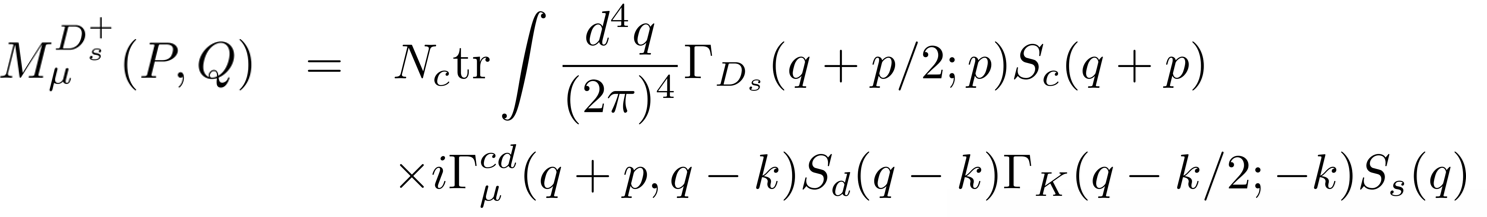 $M_\mu^{D_s^+}(P,Q) = N_c \mathrm{tr} \int \frac{d^4q}{(2\pi)^4} \Gamma_{D_s}(q+p/2;p) S_c(q+p)$
$\times i\Gamma_\mu^{cd}(q+p,q-k) S_d(q-k) \Gamma_K(q-k/2;-k) S_s(q)$